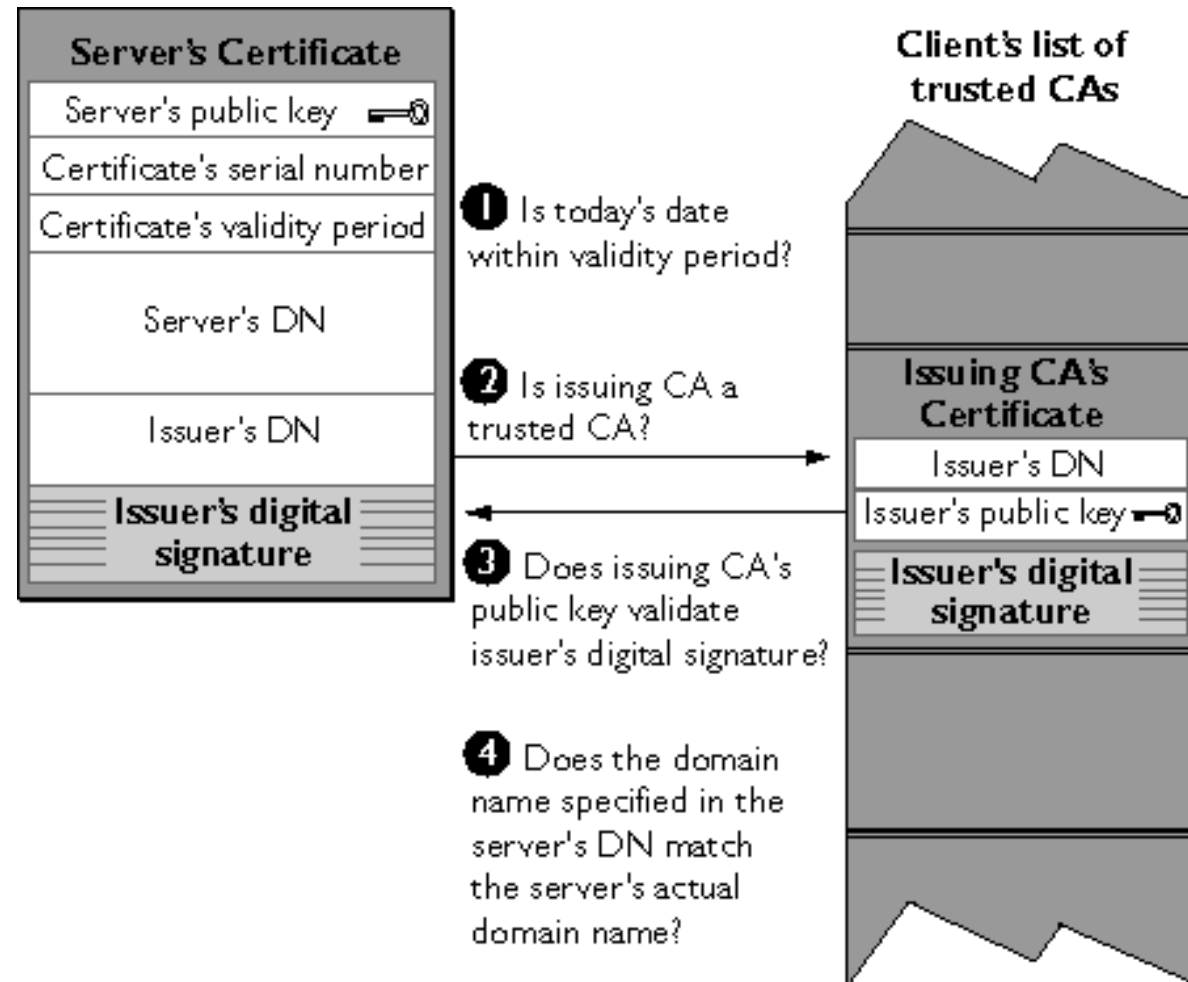 Server's Certificate
Server's public key
Certificate's serial number
Certificate's validity period
Server's DN
Issuer's DN
Issuer's digital
signature
1 Is today's date
within validity period?
2 Is issuing CA a
trusted CA?
3 Does issuing CA's
public key validate
issuer's digital signature?
4 Does the domain
name specified in the
server's DN match
the server's actual
domain name?
Client's list of
trusted CAs
Issuing CA's
Certificate
Issuer's DN
Issuer's public key
Issuer's digital
signature